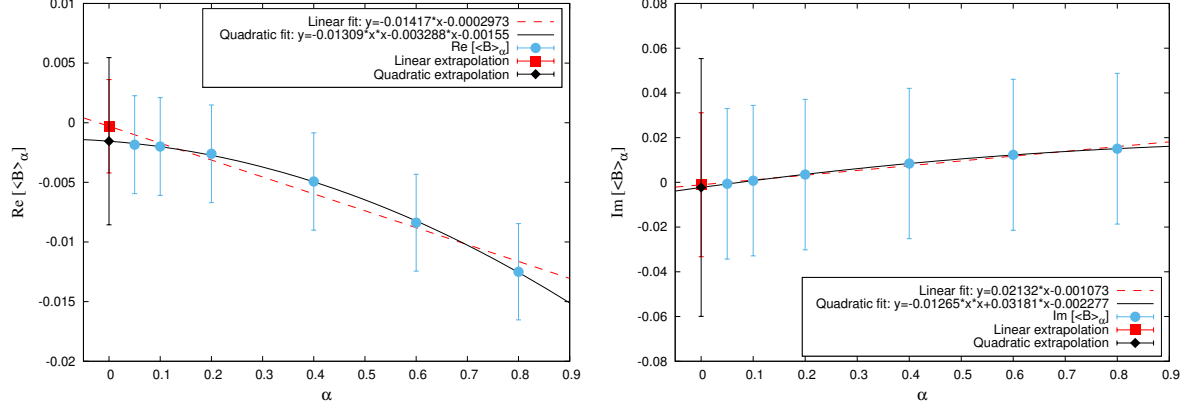 0.01
0.005
0
-0.005
-0.01
-0.015
-0.02
Re [<B>α]
Linear fit: y=-0.01417*x-0.0002973
Quadratic fit: y=-0.01309*x*x-0.003288*x-0.00155
Re [<B>α]
Linear extrapolation
Quadratic extrapolation
0 0.1 0.2 0.3 0.4 0.5 0.6 0.7 0.8 0.9
α
0.08
0.06
0.04
0.02
0
-0.02
-0.04
-0.06
-0.08
Im [<B>α]
Linear fit: y=0.02132*x-0.001073
Quadratic fit: y=-0.01265*x*x+0.03181*x-0.002277
Im [<B>α]
Linear extrapolation
Quadratic extrapolation
0 0.1 0.2 0.3 0.4 0.5 0.6 0.7 0.8 0.9
α